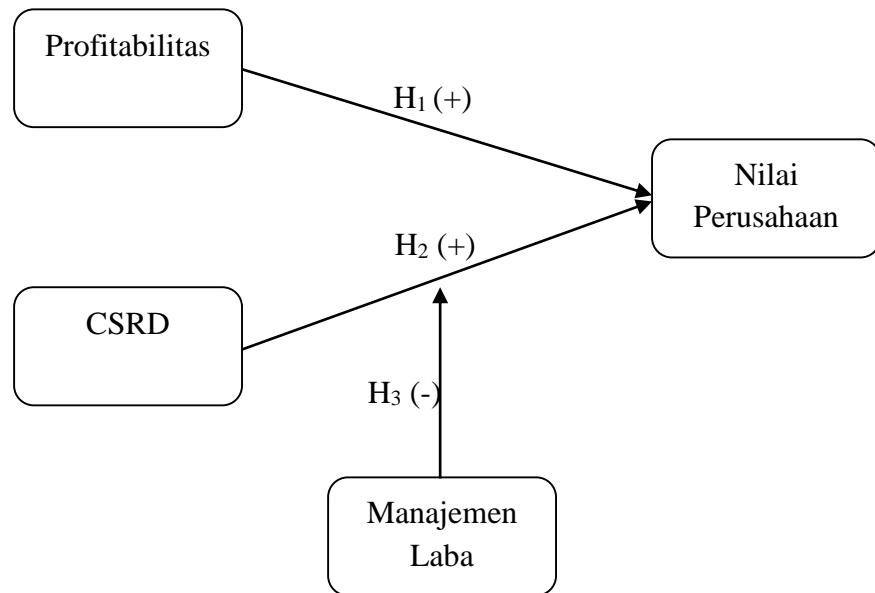 Profitabilitas
H₁ (+)
Nilai
Perusahaan
H₂ (+)
CSRD
H₃ (-)
Manajemen
Laba